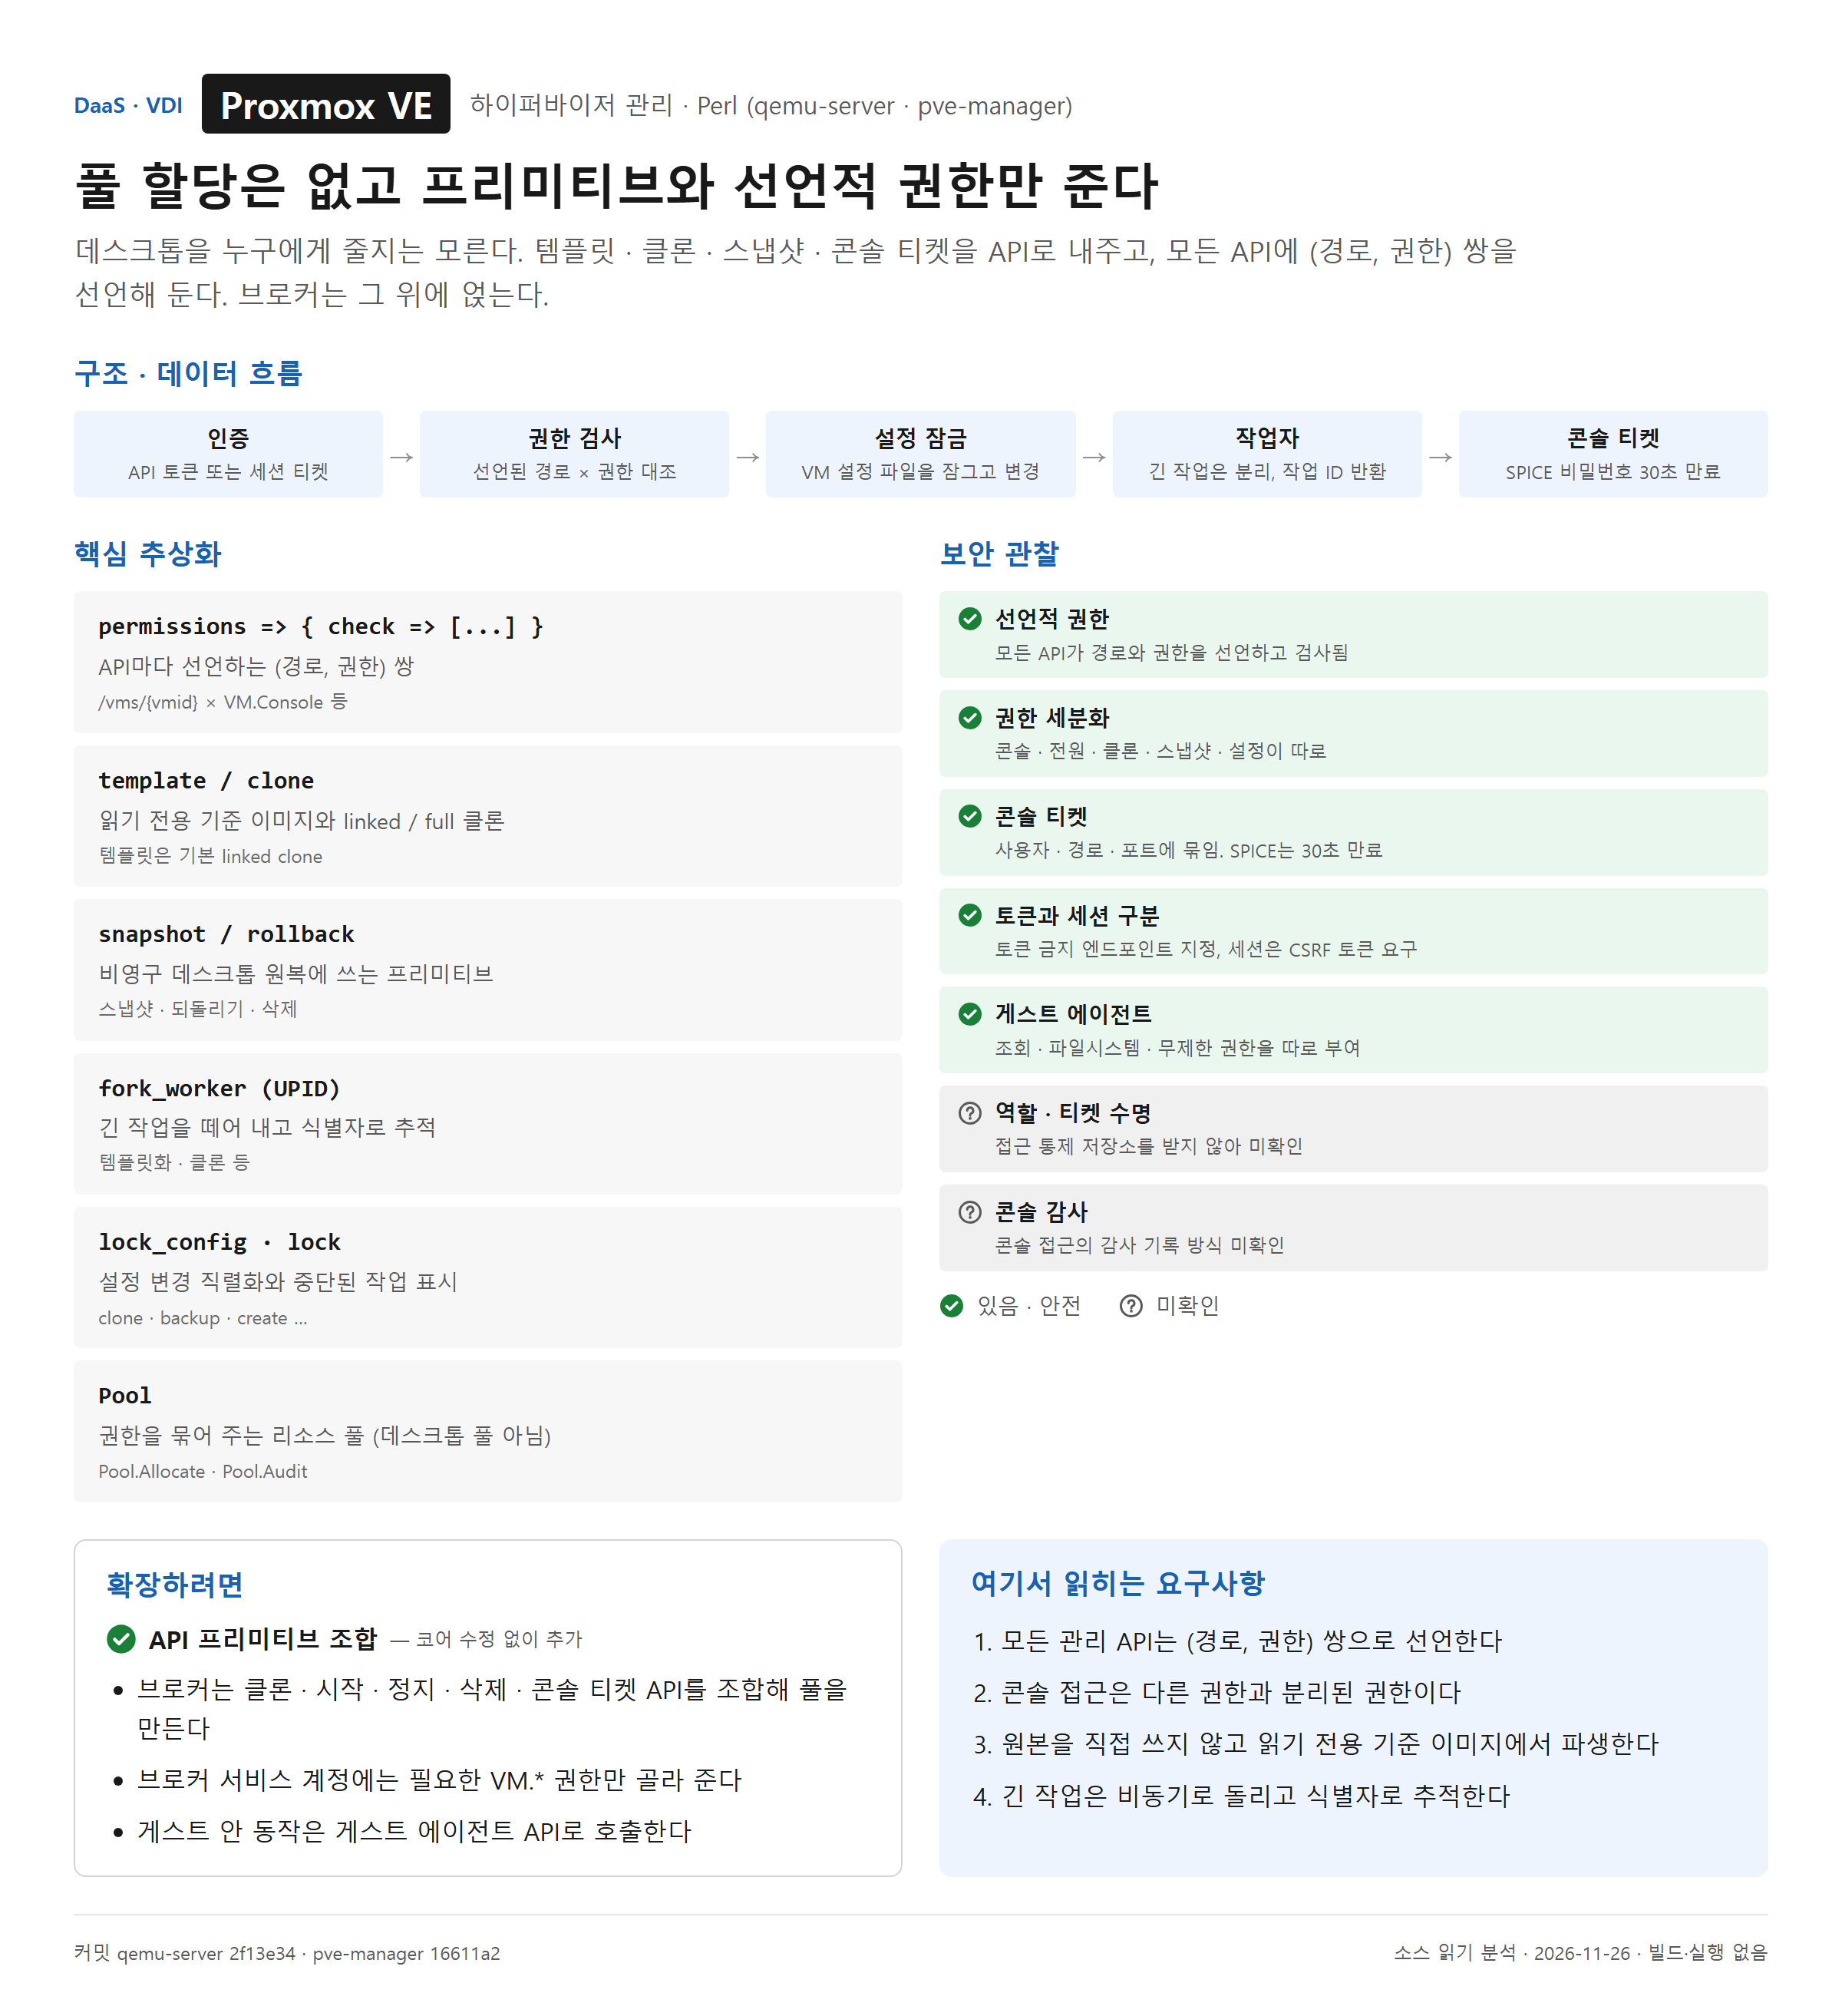 DaaS · VDI Proxmox VE 하이퍼바이저 관리 · Perl (qemu-server · pve-manager)
풀 할당은 없고 프리미티브와 선언적 권한만 준다
데스크톱을 누구에게 줄지는 모른다. 템플릿 · 클론 · 스냅샷 · 콘솔 티켓을 API로 내주고, 모든 API에 (경로, 권한) 쌍을
선언해 둔다. 브로커는 그 위에 얹는다.
구조 · 데이터 흐름
인증
API 토큰 또는 세션 티켓
→
권한 검사
선언된 경로 × 권한 대조
→
설정 잠금
VM 설정 파일을 잠그고 변경
→
작업자
긴 작업은 분리, 작업 ID 반환
→
콘솔 티켓
SPICE 비밀번호 30초 만료
핵심 추상화
permissions => { check => [...] }
API마다 선언하는 (경로, 권한) 쌍
/vms/{vmid} × VM.Console 등
template / clone
읽기 전용 기준 이미지와 linked / full 클론
템플릿은 기본 linked clone
snapshot / rollback
비영구 데스크톱 원복에 쓰는 프리미티브
스냅샷 · 되돌리기 · 삭제
fork_worker (UPID)
긴 작업을 떼어 내고 식별자로 추적
템플릿화 · 클론 등
lock_config · lock
설정 변경 직렬화와 중단된 작업 표시
clone · backup · create …
Pool
권한을 묶어 주는 리소스 풀 (데스크톱 풀 아님)
Pool.Allocate · Pool.Audit
보안 관찰
선언적 권한
모든 API가 경로와 권한을 선언하고 검사됨
권한 세분화
콘솔 · 전원 · 클론 · 스냅샷 · 설정이 따로
콘솔 티켓
사용자 · 경로 · 포트에 묶임. SPICE는 30초 만료
토큰과 세션 구분
토큰 금지 엔드포인트 지정, 세션은 CSRF 토큰 요구
게스트 에이전트
조회 · 파일시스템 · 무제한 권한을 따로 부여
역할 · 티켓 수명
접근 통제 저장소를 받지 않아 미확인
콘솔 감사
콘솔 접근의 감사 기록 방식 미확인
있음 · 안전 미확인
확장하려면
API 프리미티브 조합 — 코어 수정 없이 추가
• 브로커는 클론 · 시작 · 정지 · 삭제 · 콘솔 티켓 API를 조합해 풀을
만든다
• 브로커 서비스 계정에는 필요한 VM.* 권한만 골라 준다
• 게스트 안 동작은 게스트 에이전트 API로 호출한다
여기서 읽히는 요구사항
1. 모든 관리 API는 (경로, 권한) 쌍으로 선언한다
2. 콘솔 접근은 다른 권한과 분리된 권한이다
3. 원본을 직접 쓰지 않고 읽기 전용 기준 이미지에서 파생한다
4. 긴 작업은 비동기로 돌리고 식별자로 추적한다
커밋 qemu-server 2f13e34 · pve-manager 16611a2
소스 읽기 분석 · 2026-11-26 · 빌드·실행 없음